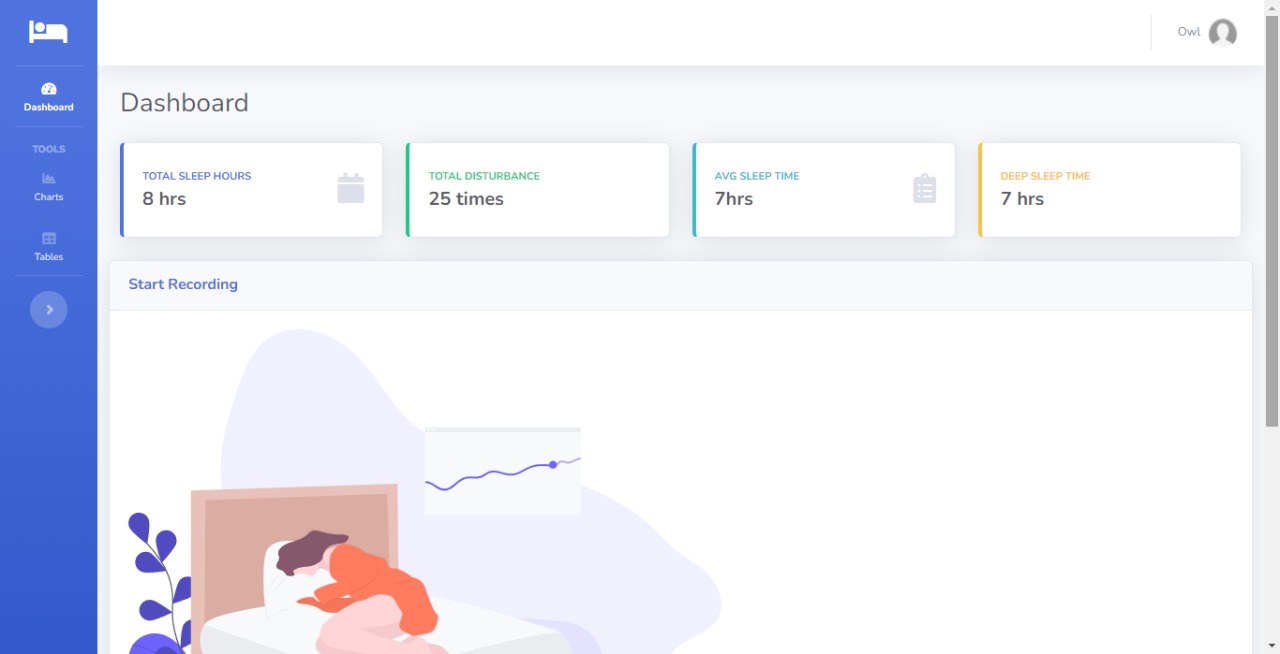 Owl
Dashboard
TOOLS
Charts
Tables
Dashboard
TOTAL SLEEP HOURS
8 hrs
TOTAL DISTURBANCE
25 times
AVG SLEEP TIME
7hrs
DEEP SLEEP TIME
7 hrs
Start Recording